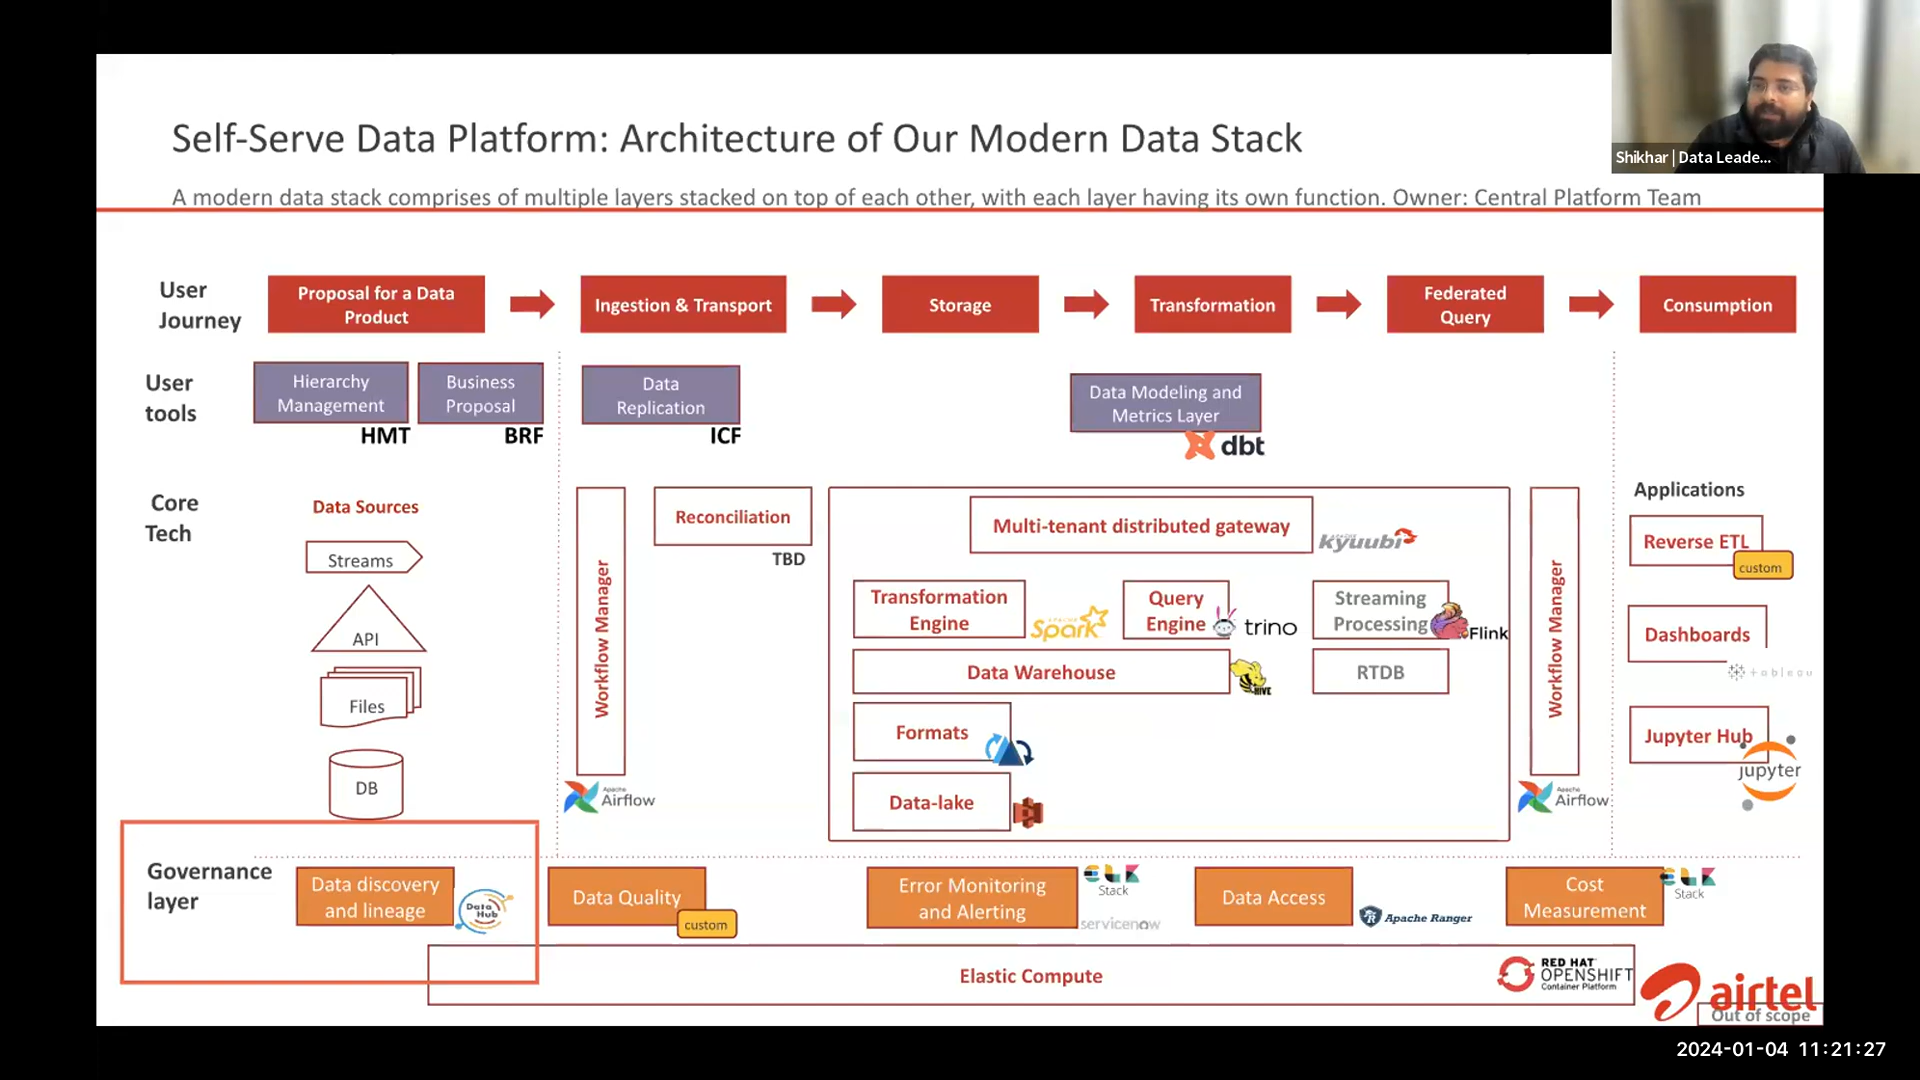 Self-Serve Data Platform: Architecture of Our Modern Data Stack
Shikhar | Data Leade...
A modern data stack comprises of multiple layers stacked on top of each other, with each layer having its own function. Owner: Central Platform Team
User
Journey
Proposal for a Data
Product
Ingestion & Transport
Storage
Transformation
Federated
Query
Consumption
User
tools
Hierarchy
Management
HMT
Business
Proposal
BRF
Data
Replication
ICF
Data Modeling and
Metrics Layer
dbt
Core
Tech
Data Sources
Streams
API
Files
DB
Workflow Manager
Apache
Airflow
Reconciliation
TBD
Multi-tenant distributed gateway
APACHE
kyuubi
Transformation
Engine
APACHE
Spark
Query
Engine
trino
Streaming
Processing
Flink
Data Warehouse
HIVE
RTDB
Formats
Data-lake
Workflow Manager
Apache
Airflow
Applications
Reverse ETL
custom
Dashboards
+ a b l e a u
Jupyter Hub
jupyter
Governance
layer
Data discovery
and lineage
Data
Hub
Data Quality
custom
Error Monitoring
and Alerting
ELK
Stack
servicenow
Data Access
Apache Ranger
Cost
Measurement
ELK
Stack
Elastic Compute
RED HAT
OPENSHIFT
Container Platform
airtel
Out of scope
2024-01-04 11:21:27